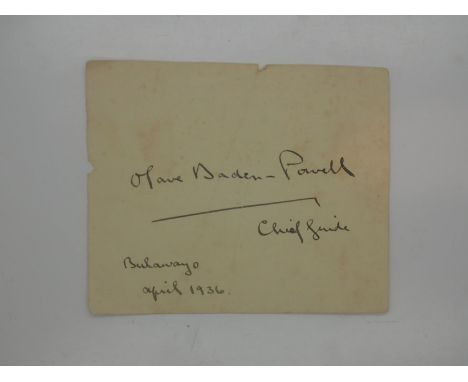 Olave Baden-Powell
Chief Guide
Bulawayo
april 1936.